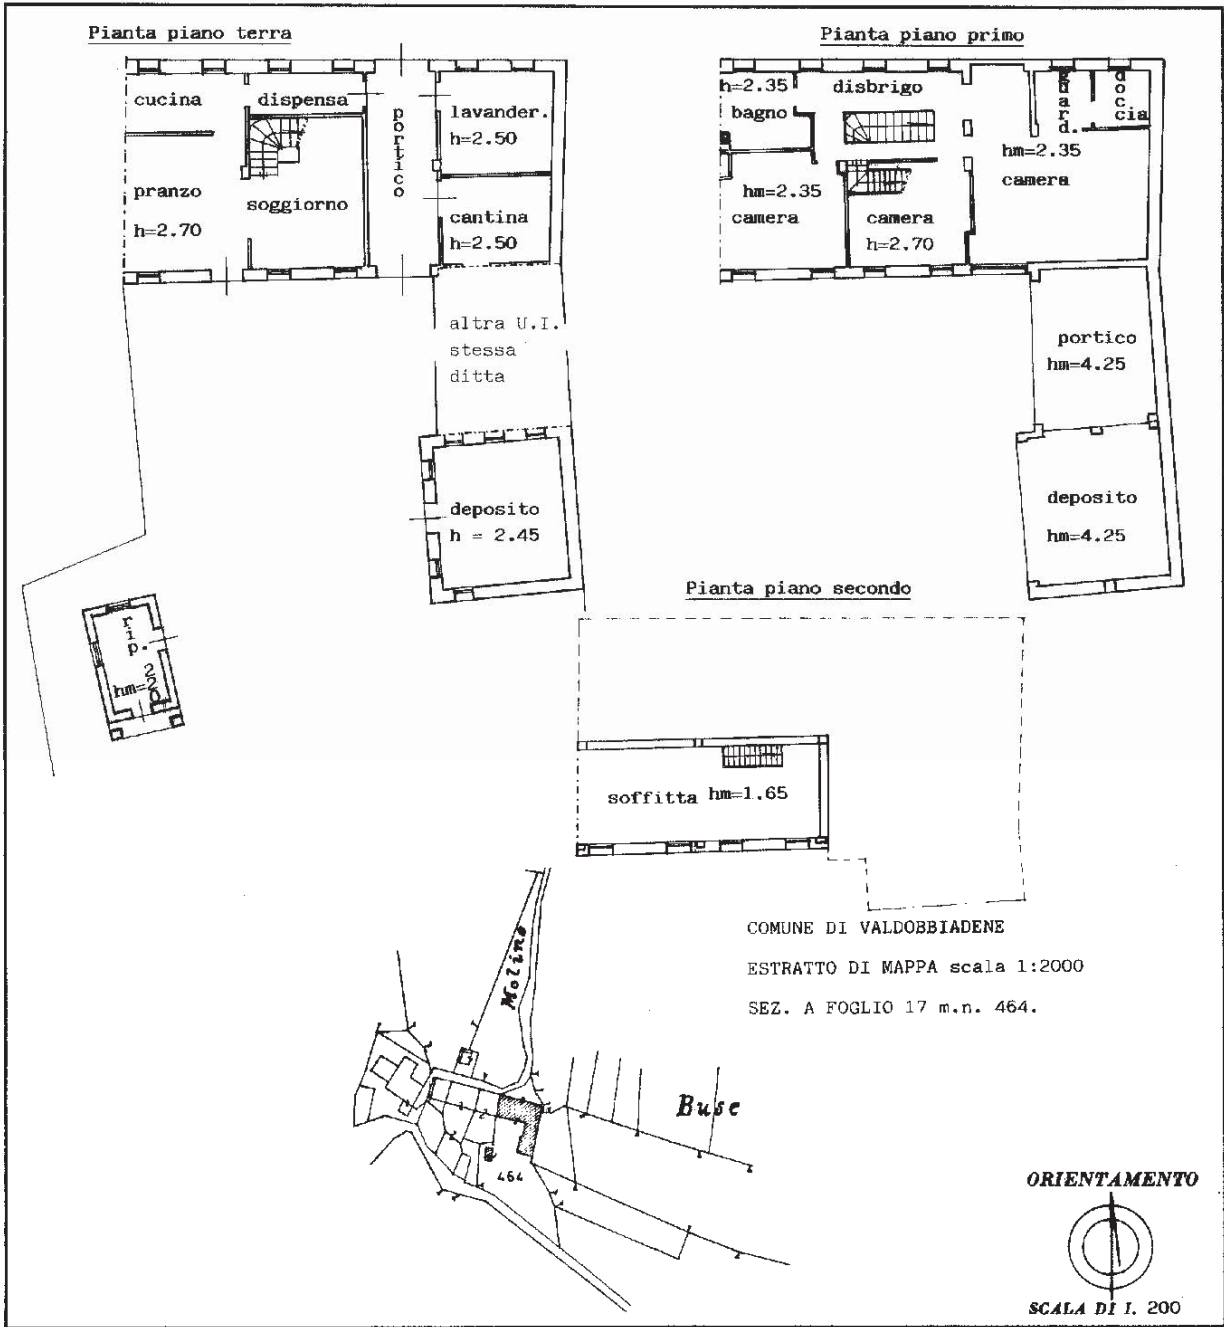 Pianta piano terra
cucina
dispensa
portico
lavander.
h=2.50
pranzo
h=2.70
soggiorno
cantina
h=2.50
altra U.I.
stessa
ditta
deposito
h = 2.45
rip.
hm=2.20
Pianta piano primo
h=2.35
bagno
disbrigo
guard.
doccia
hm=2.35
camera
hm=2.35
camera
camera
h=2.70
portico
hm=4.25
deposito
hm=4.25
Pianta piano secondo
soffitta hm=1.65
COMUNE DI VALDOBBIADENE
ESTRATTO DI MAPPA scala 1:2000
SEZ. A FOGLIO 17 m.n. 464.
Molino
Buse
464
ORIENTAMENTO
SCALA DI 1. 200